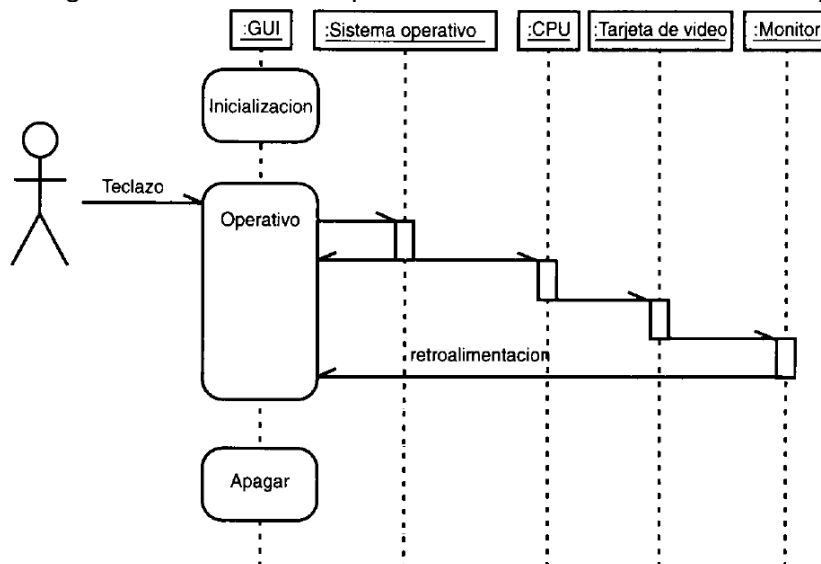 :GUI
:Sistema operativo
:CPU
:Tarjeta de video
:Monitor
Inicializacion
Teclazo
Operativo
retroalimentacion
Apagar